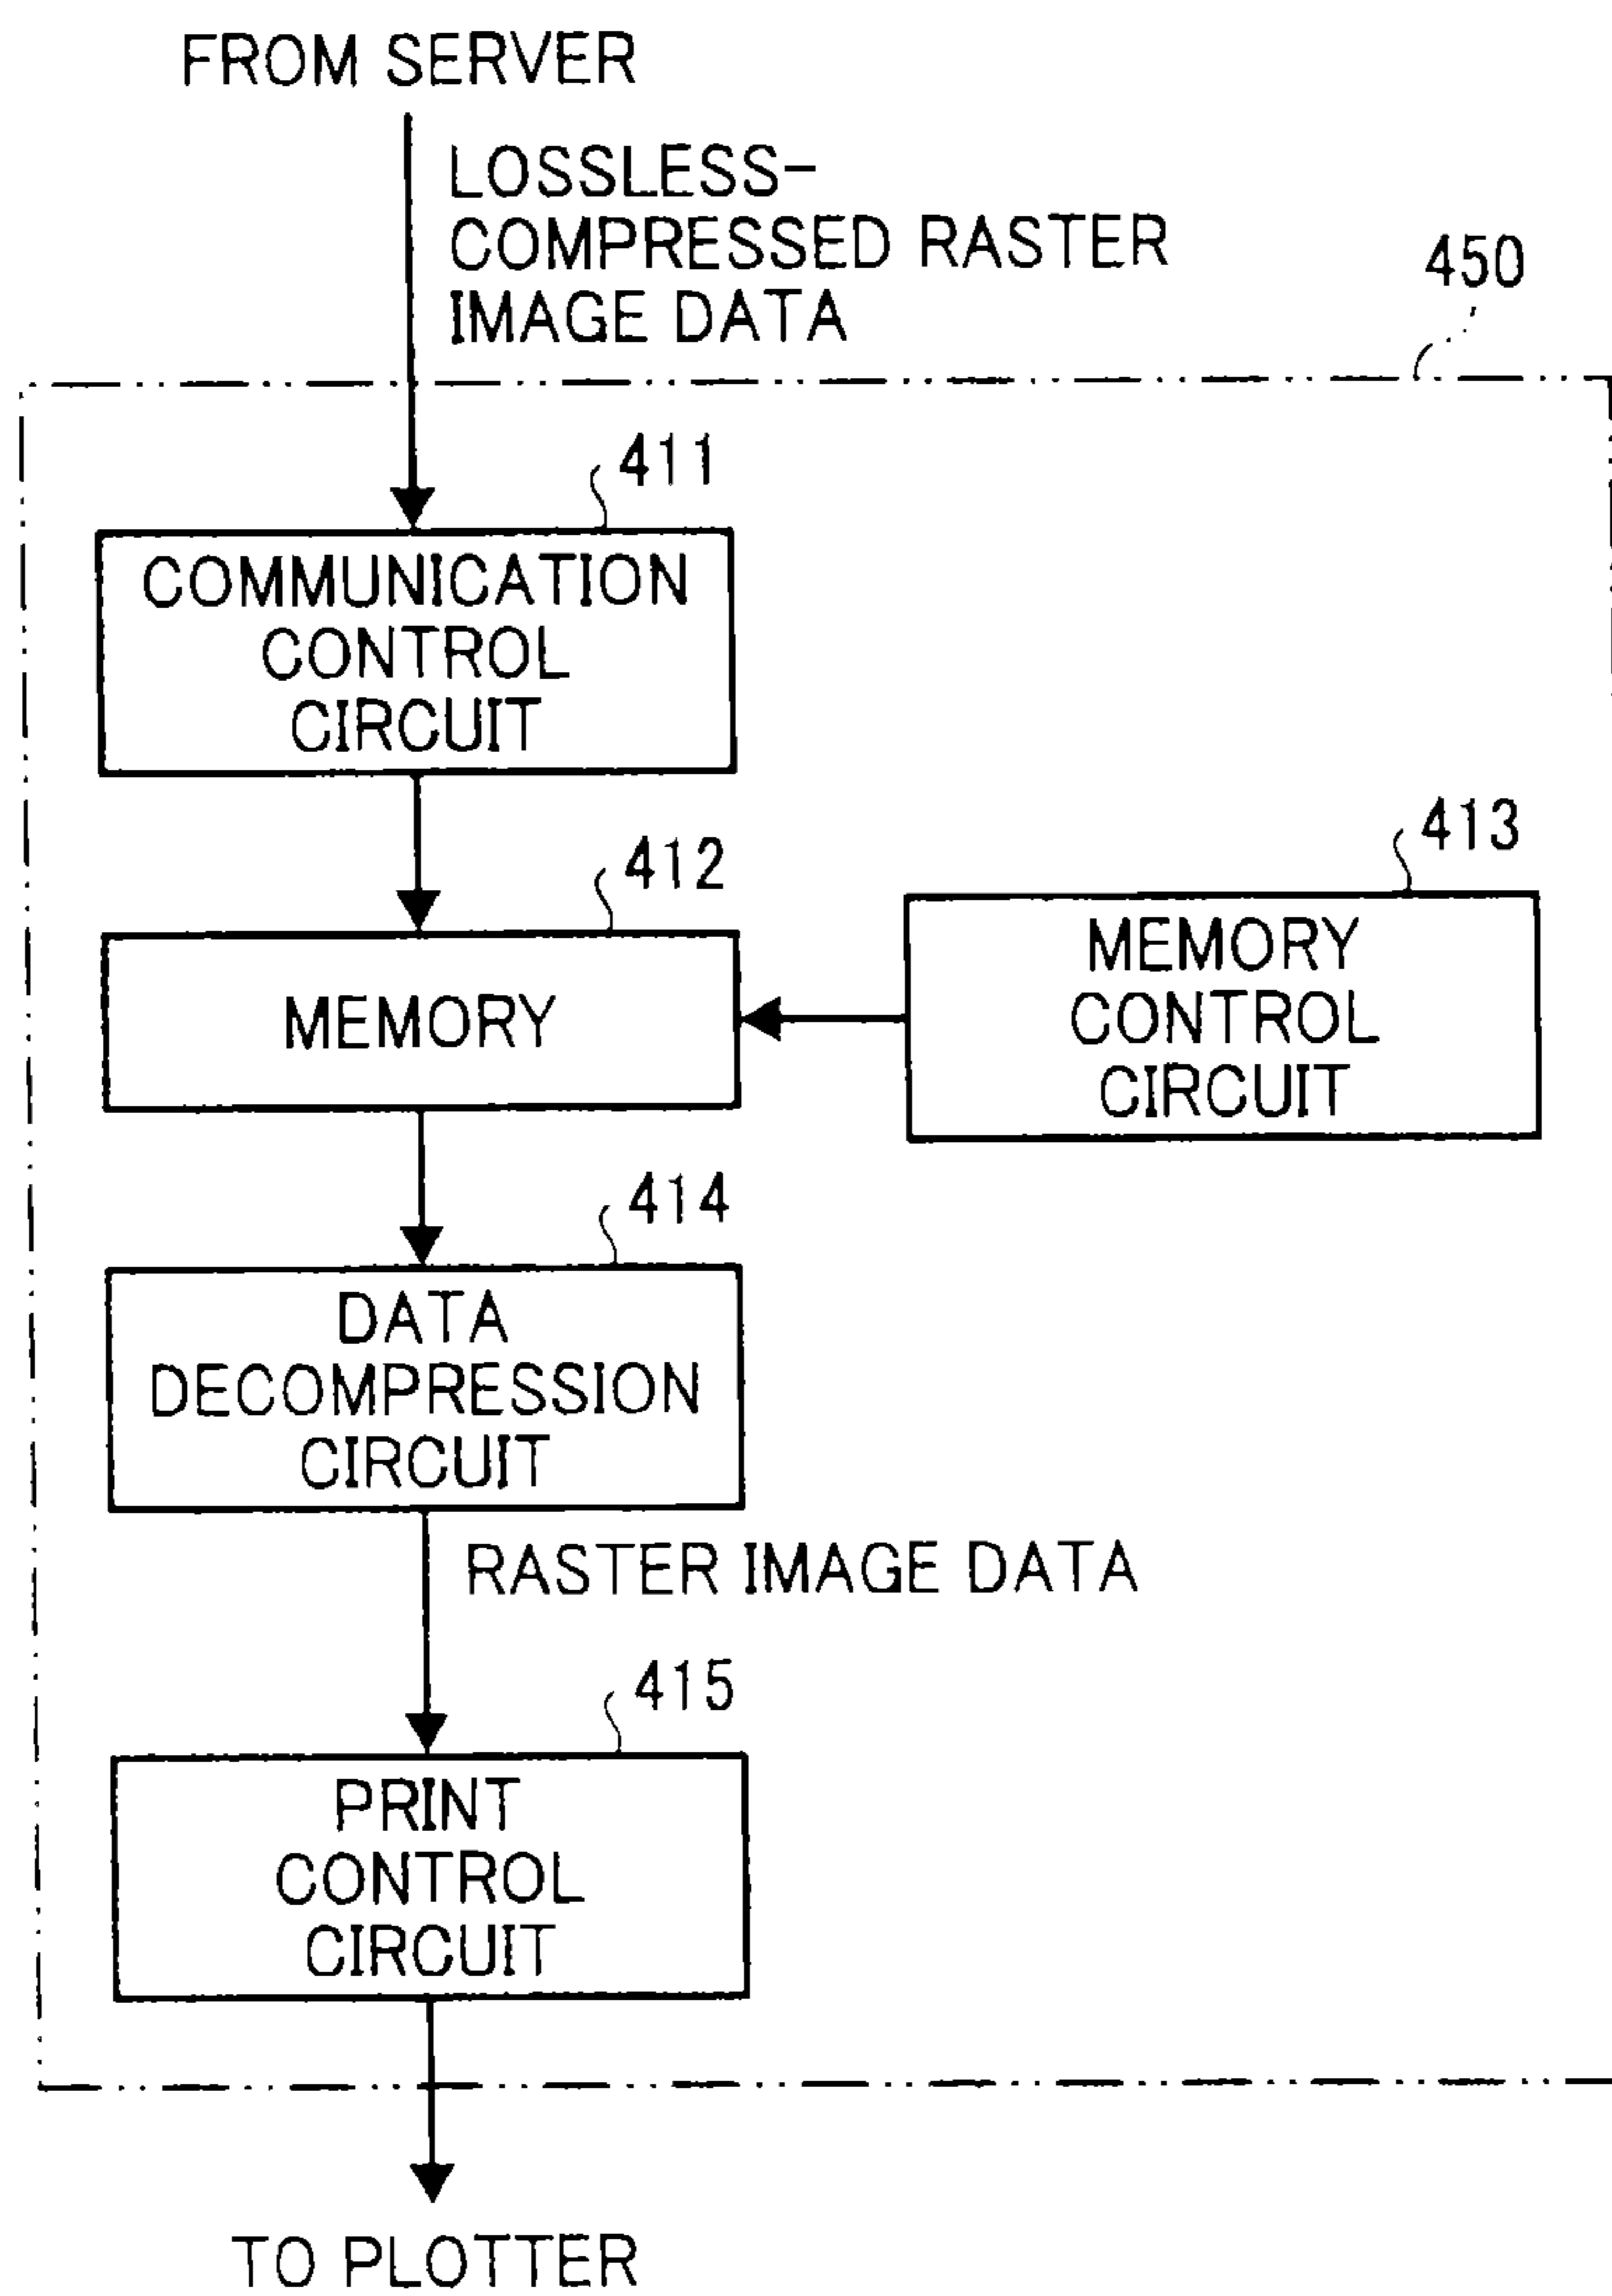 FROM SERVER
LOSSLESS-
COMPRESSED RASTER
IMAGE DATA
450
411
COMMUNICATION
CONTROL
CIRCUIT
412
MEMORY
413
MEMORY
CONTROL
CIRCUIT
414
DATA
DECOMPRESSION
CIRCUIT
RASTER IMAGE DATA
415
PRINT
CONTROL
CIRCUIT
TO PLOTTER